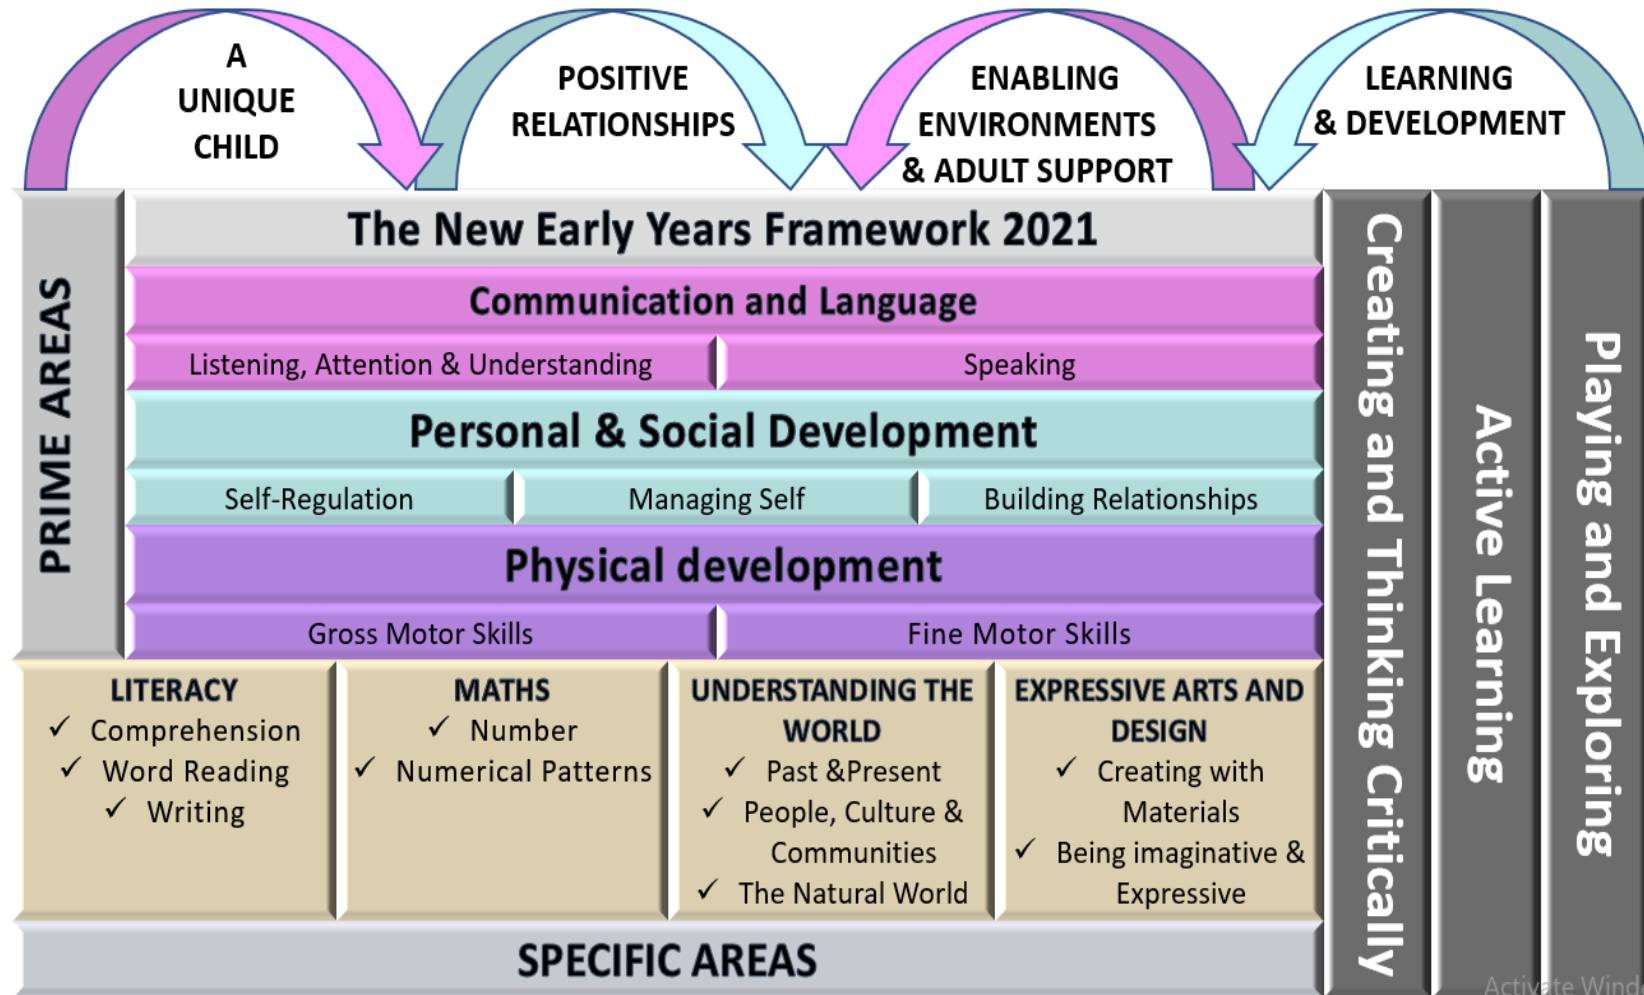 A
UNIQUE
CHILD
POSITIVE
RELATIONSHIPS
ENABLING
ENVIRONMENTS
& ADULT SUPPORT
LEARNING
& DEVELOPMENT
PRIME AREAS
The New Early Years Framework 2021
Communication and Language
Listening, Attention & Understanding
Speaking
Personal & Social Development
Self-Regulation
Managing Self
Building Relationships
Physical development
Gross Motor Skills
Fine Motor Skills
LITERACY
✓ Comprehension
✓ Word Reading
✓ Writing
MATHS
✓ Number
✓ Numerical Patterns
UNDERSTANDING THE
WORLD
✓ Past &Present
✓ People, Culture &
Communities
✓ The Natural World
EXPRESSIVE ARTS AND
DESIGN
✓ Creating with
Materials
✓ Being imaginative &
Expressive
SPECIFIC AREAS
Creating and Thinking Critically
Active Learning
Playing and Exploring
Activate Wind